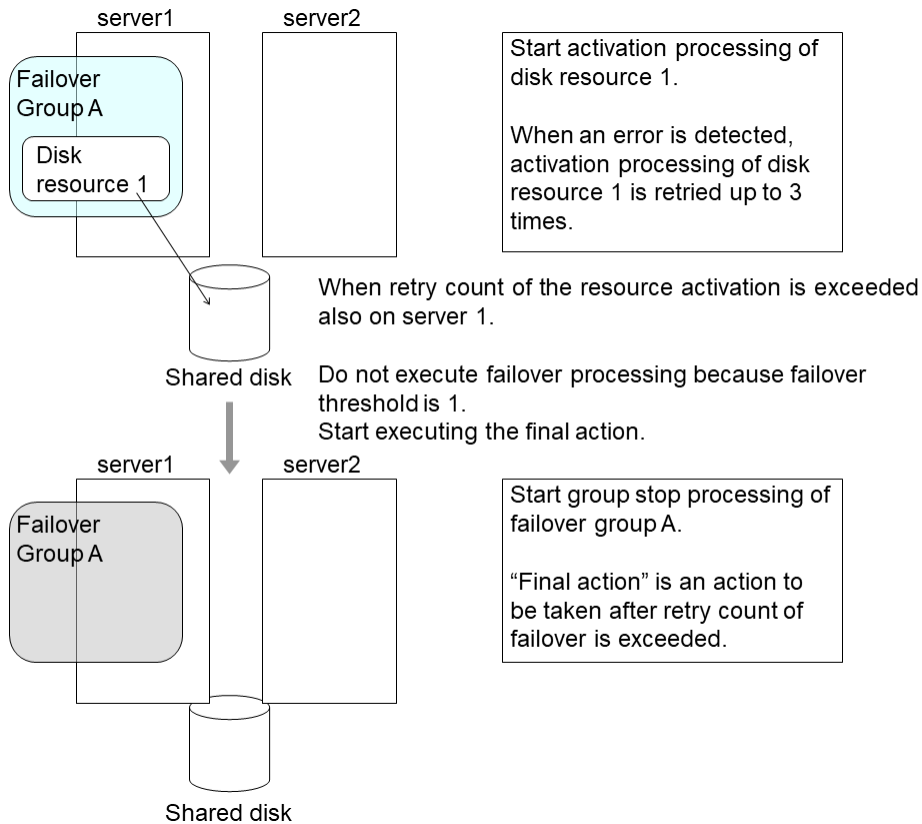 server1
server2
Failover
Group A
Disk
resource 1
Start activation processing of
disk resource 1.
When an error is detected,
activation processing of disk
resource 1 is retried up to 3
times.
When retry count of the resource activation is exceeded
also on server 1.
Shared disk
Do not execute failover processing because failover
threshold is 1.
Start executing the final action.
server1
server2
Failover
Group A
Start group stop processing of
failover group A.
“Final action” is an action to
be taken after retry count of
failover is exceeded.
Shared disk